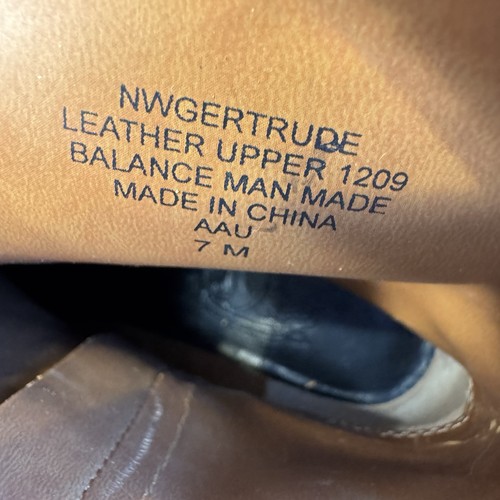 NWGERTRUDE
LEATHER UPPER 1209
BALANCE MAN MADE
MADE IN CHINA
AAU
7 M